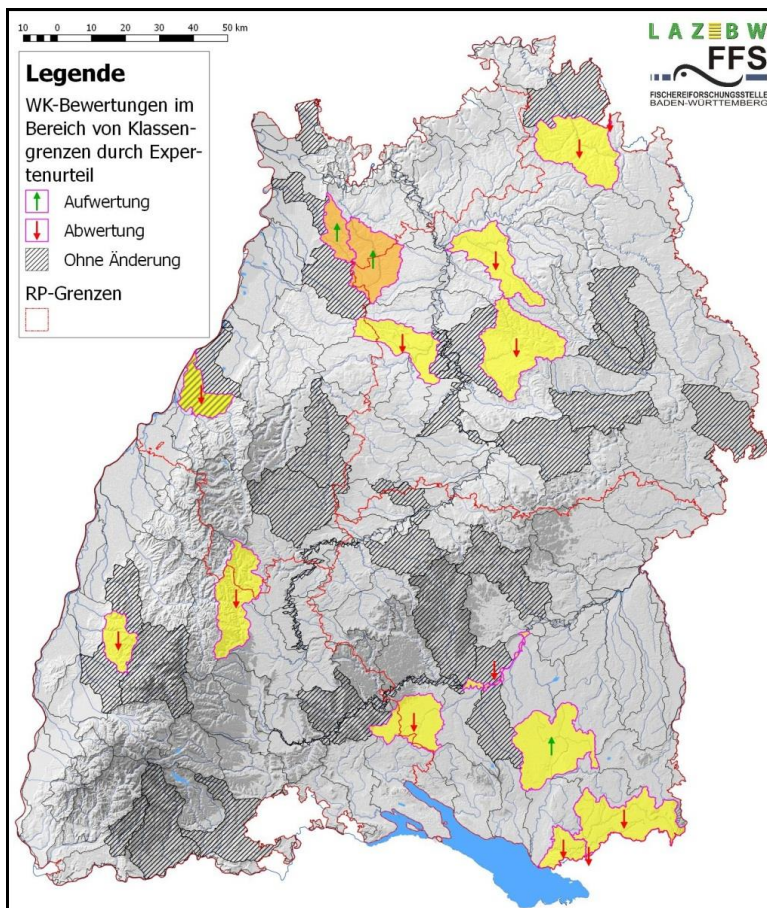 10 0 10 20 30 40 50 km
LAZBW
FFS
FISCHEREIFORSCHUNGSSTELLE
BADEN-WÜRTTEMBERG
Legende
WK-Bewertungen im
Bereich von Klassen-
grenzen durch Exper-
tenurteil
Aufwertung
Abwertung
Ohne Änderung
RP-Grenzen